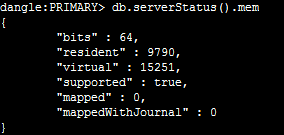 dangle:PRIMARY> db.serverStatus().mem
{
        "bits" : 64,
        "resident" : 9790,
        "virtual" : 15251,
        "supported" : true,
        "mapped" : 0,
        "mappedWithJournal" : 0
}